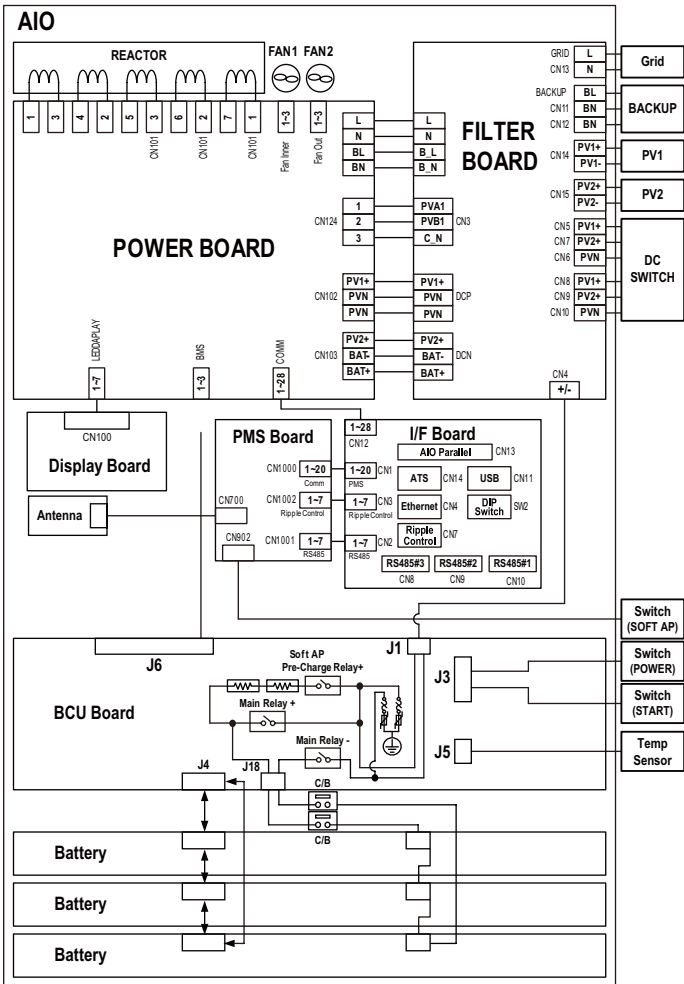 AIO
REACTOR
FAN1 FAN2
1
3
4
2
5
3
6
2
7
1
1~3
1~3
CN101
CN101
CN101
Fan Inner
Fan Out
POWER BOARD
L
N
BL
BN
CN124
1
2
3
CN102
PV1+
PVN
PVN
CN103
PV2+
BAT-
BAT+
LEDDAPLAY
1~7
BMS
1~3
COMM
1~28
FILTER
BOARD
L
N
B_L
B_N
PVA1
PVB1
C_N
CN3
PV1+
PVN
PVN
DCP
PV2+
BAT-
BAT+
DCN
GRID
CN13
L
N
Grid
BACKUP
CN11
CN12
BL
BN
BN
BACKUP
CN14
PV1+
PV1-
PV1
CN15
PV2+
PV2-
PV2
CN5
CN7
CN6
PV1+
PV2+
PVN
CN8
CN9
CN10
PV1+
PV2+
PVN
DC
SWITCH
CN4
+/-
CN100
Display Board
Antenna
PMS Board
CN700
CN902
CN1000
1~20
Comm
CN1002
1~7
Ripple Control
CN1001
1~7
RS485
I/F Board
1~28
CN12
1~20
CN1
PMS
1~7
CN3
Ripple Control
1~7
CN2
RS485
AIO Parallel
CN13
ATS
CN14
USB
CN11
Ethernet
CN4
DIP
Switch
SW2
Ripple
Control
CN7
RS485#3
RS485#2
RS485#1
CN8
CN9
CN10
Switch
(SOFT AP)
Switch
(POWER)
Switch
(START)
Temp
Sensor
BCU Board
J6
J1
J3
J5
J4
J18
Soft AP
Pre-Charge Relay+
Main Relay +
Main Relay -
C/B
C/B
Battery
Battery
Battery